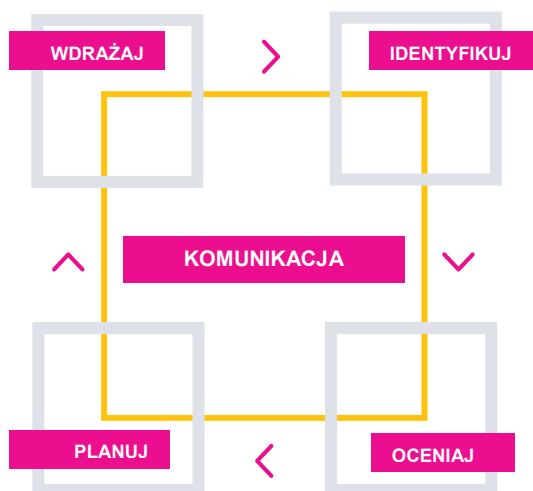 WDRAŻAJ
IDENTYFIKUJ
KOMUNIKACJA
PLANUJ
OCENIAJ